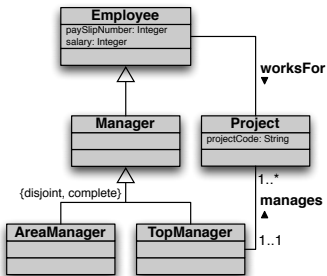 Employee
paySlipNumber: Integer
salary: Integer
worksFor
Manager
Project
projectCode: String
{disjoint, complete}
1..*
manages
AreaManager
TopManager
1..1